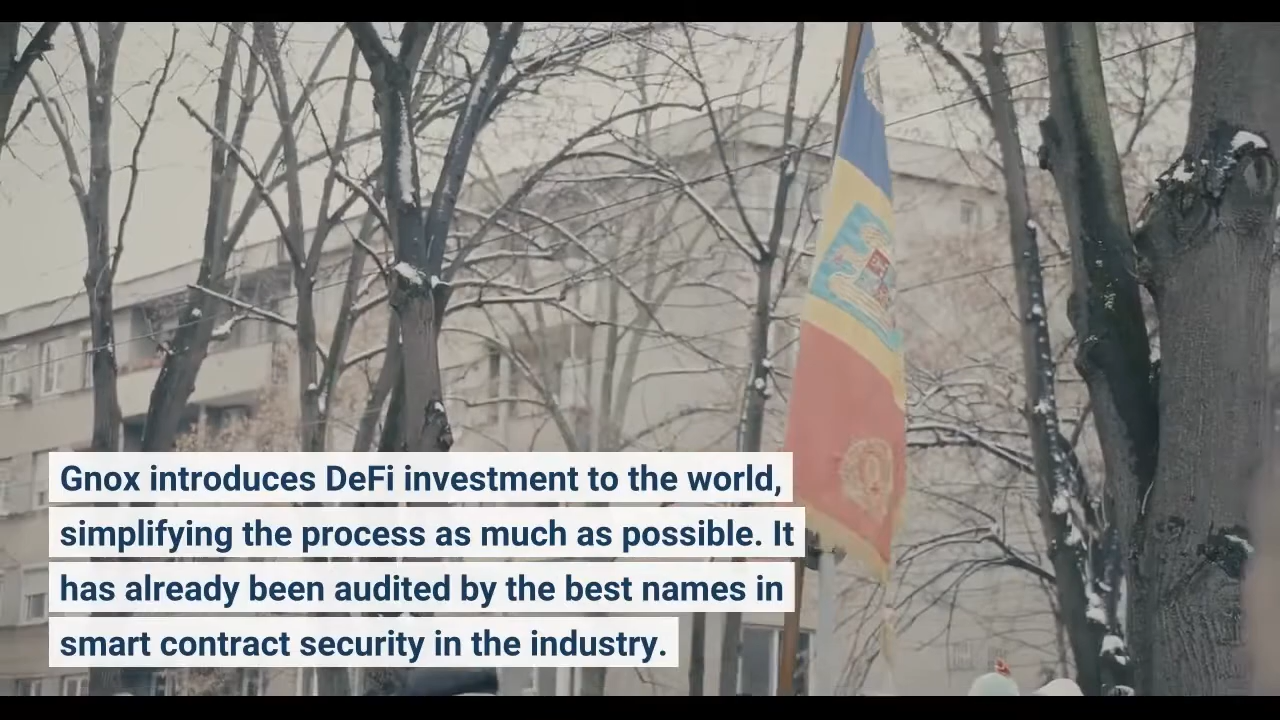 Gnox introduces DeFi investment to the world,
simplifying the process as much as possible. It
has already been audited by the best names in
smart contract security in the industry.